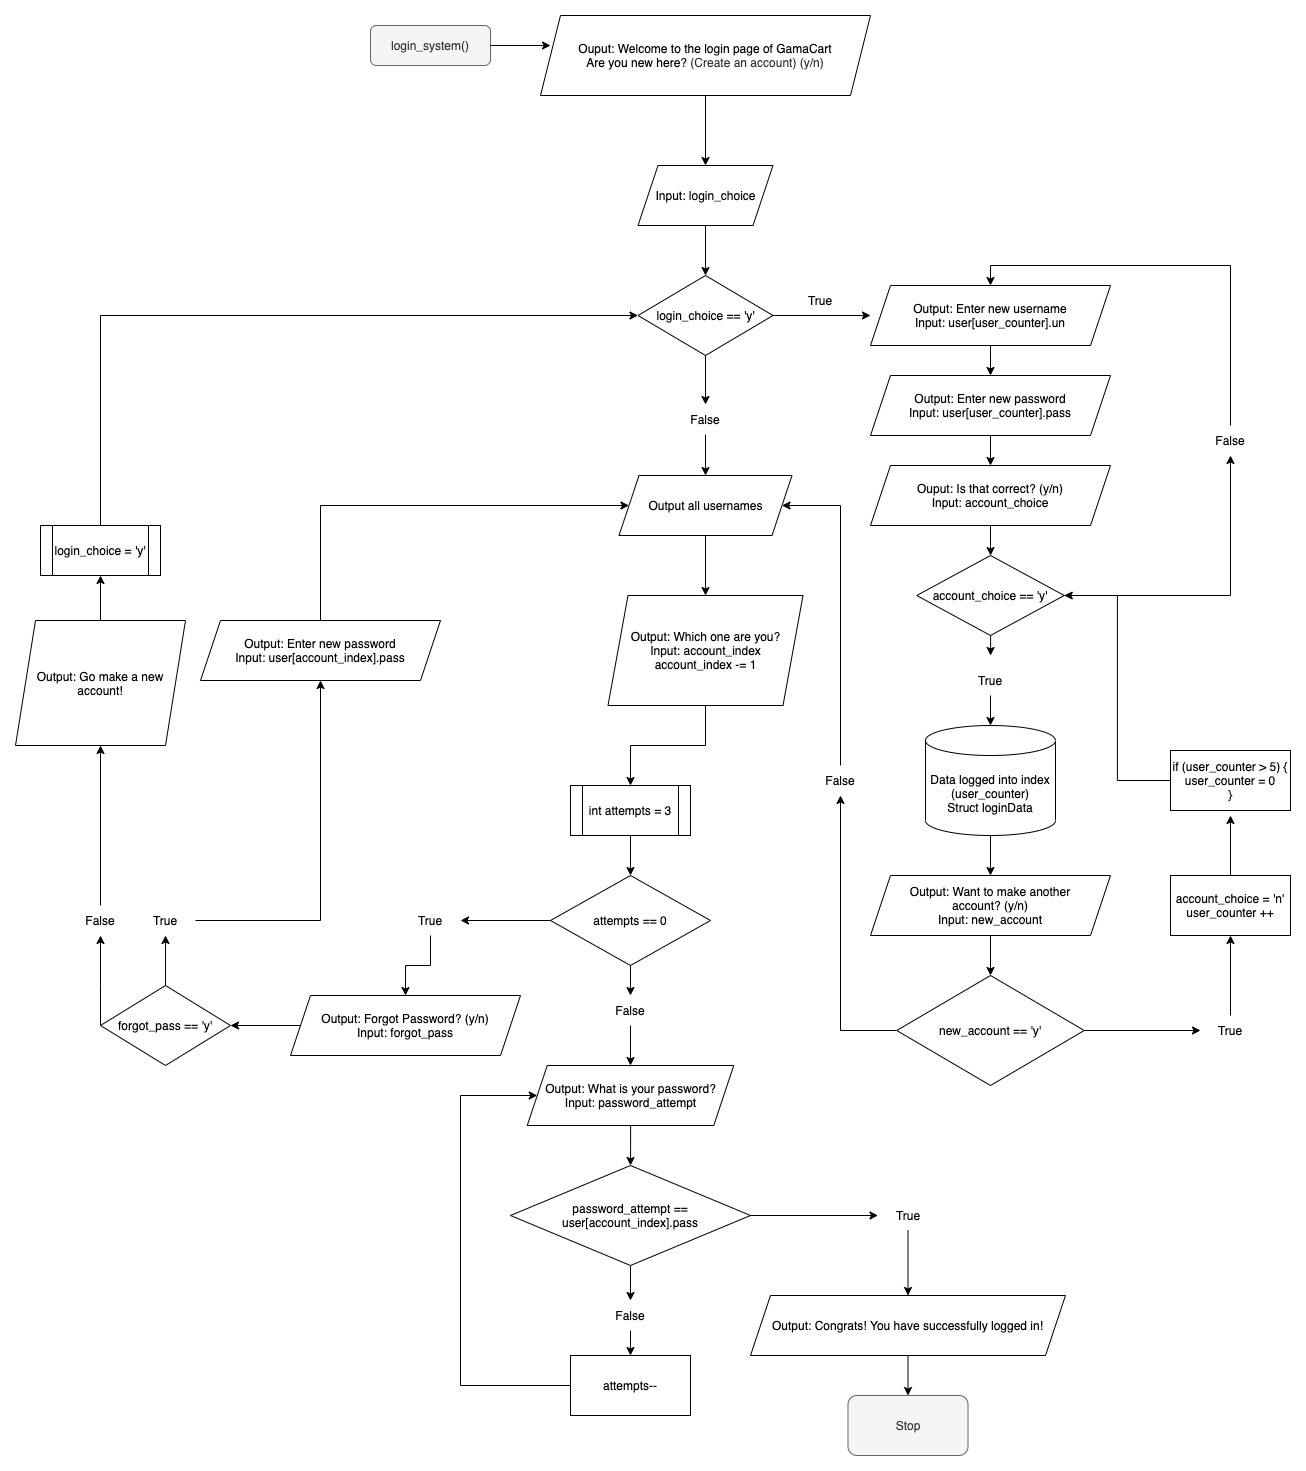 login_system()
Ouput: Welcome to the login page of GamaCart
Are you new here? (Create an account) (y/n)
Input: login_choice
login_choice == 'y'
True
Output: Enter new username
Input: user[user_counter].un
Output: Enter new password
Input: user[user_counter].pass
False
False
Ouput: Is that correct? (y/n)
Input: account_choice
Output all usernames
login_choice = 'y'
account_choice == 'y'
Output: Enter new password
Input: user[account_index].pass
Output: Which one are you?
Input: account_index
account_index -= 1
Output: Go make a new
account!
True
False
Data logged into index
(user_counter)
Struct loginData
if (user_counter > 5) {
user_counter = 0
}
int attempts = 3
Output: Want to make another
account? (y/n)
Input: new_account
account_choice = 'n'
user_counter ++
False
True
True
attempts == 0
False
Output: Forgot Password? (y/n)
Input: forgot_pass
forgot_pass == 'y'
new_account == 'y'
True
Output: What is your password?
Input: password_attempt
password_attempt ==
user[account_index].pass
True
False
Output: Congrats! You have successfully logged in!
attempts--
Stop